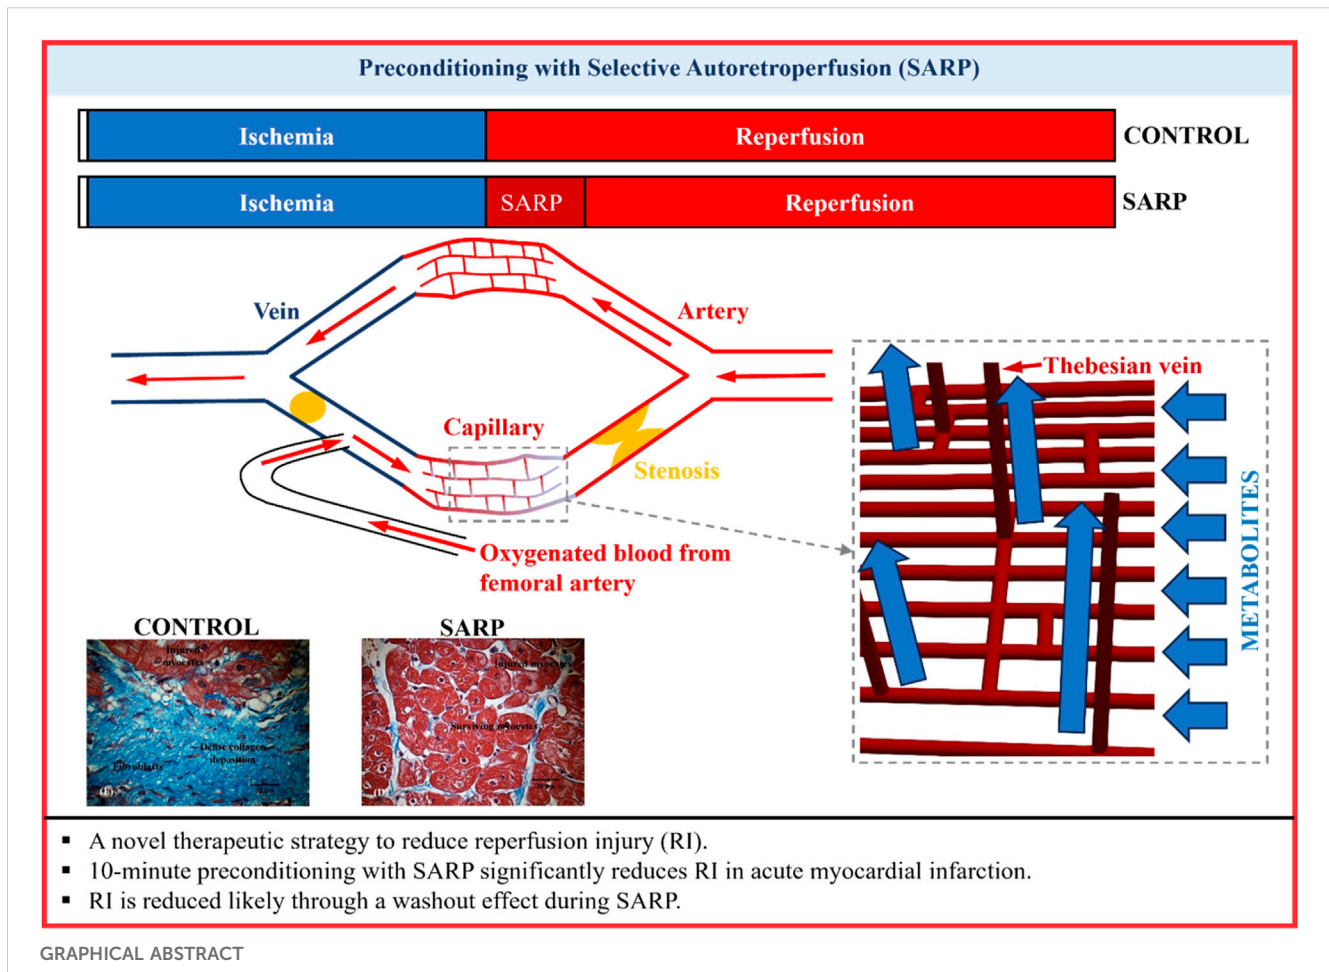 Preconditioning with Selective Autoretroperfusion (SARP)
Ischemia
Reperfusion
CONTROL
Ischemia
SARP
Reperfusion
SARP
Vein
Artery
Capillary
Stenosis
Oxygenated blood from
femoral artery
Thebesian vein
METABOLITES
CONTROL
SARP
Injured
myocytes
Dense collagen
deposition
Fibroblasts
(E)
Injured myocytes
Surviving myocytes
(D)
▪ A novel therapeutic strategy to reduce reperfusion injury (RI).
▪ 10-minute preconditioning with SARP significantly reduces RI in acute myocardial infarction.
▪ RI is reduced likely through a washout effect during SARP.
GRAPHICAL ABSTRACT